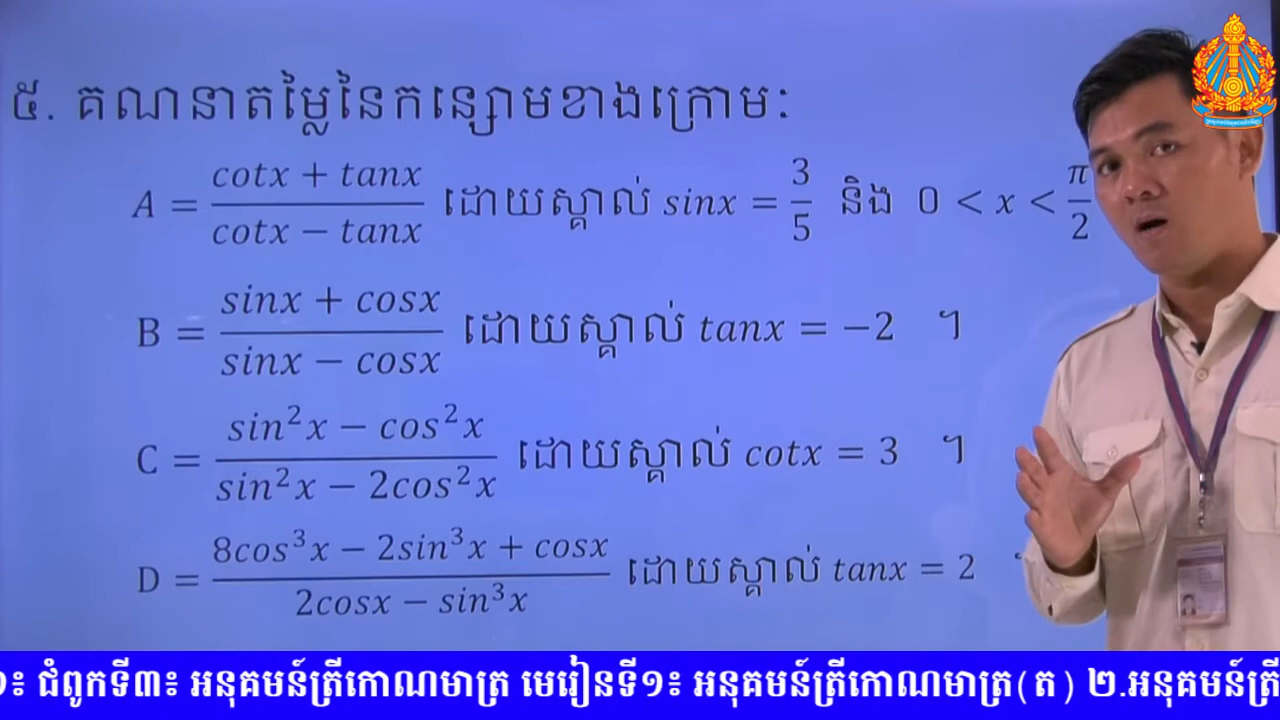 ៥. គណនាតម្លៃនៃកន្សោមខាងក្រោមៈ
A = (cotx + tanx)/(cotx − tanx) ដោយស្គាល់ sinx = 3/5 និង 0 < x < π/2
B = (sinx + cosx)/(sinx − cosx) ដោយស្គាល់ tanx = −2 ។
C = (sin²x − cos²x)/(sin²x − 2cos²x) ដោយស្គាល់ cotx = 3 ។
D = (8cos³x − 2sin³x + cosx)/(2cosx − sin³x) ដោយស្គាល់ tanx = 2
ជំពូកទី៣៖ អនុគមន៍ត្រីកោណមាត្រ មេរៀនទី១៖ អនុគមន៍ត្រីកោណមាត្រ(ត) ២.អនុគមន៍ត្រី